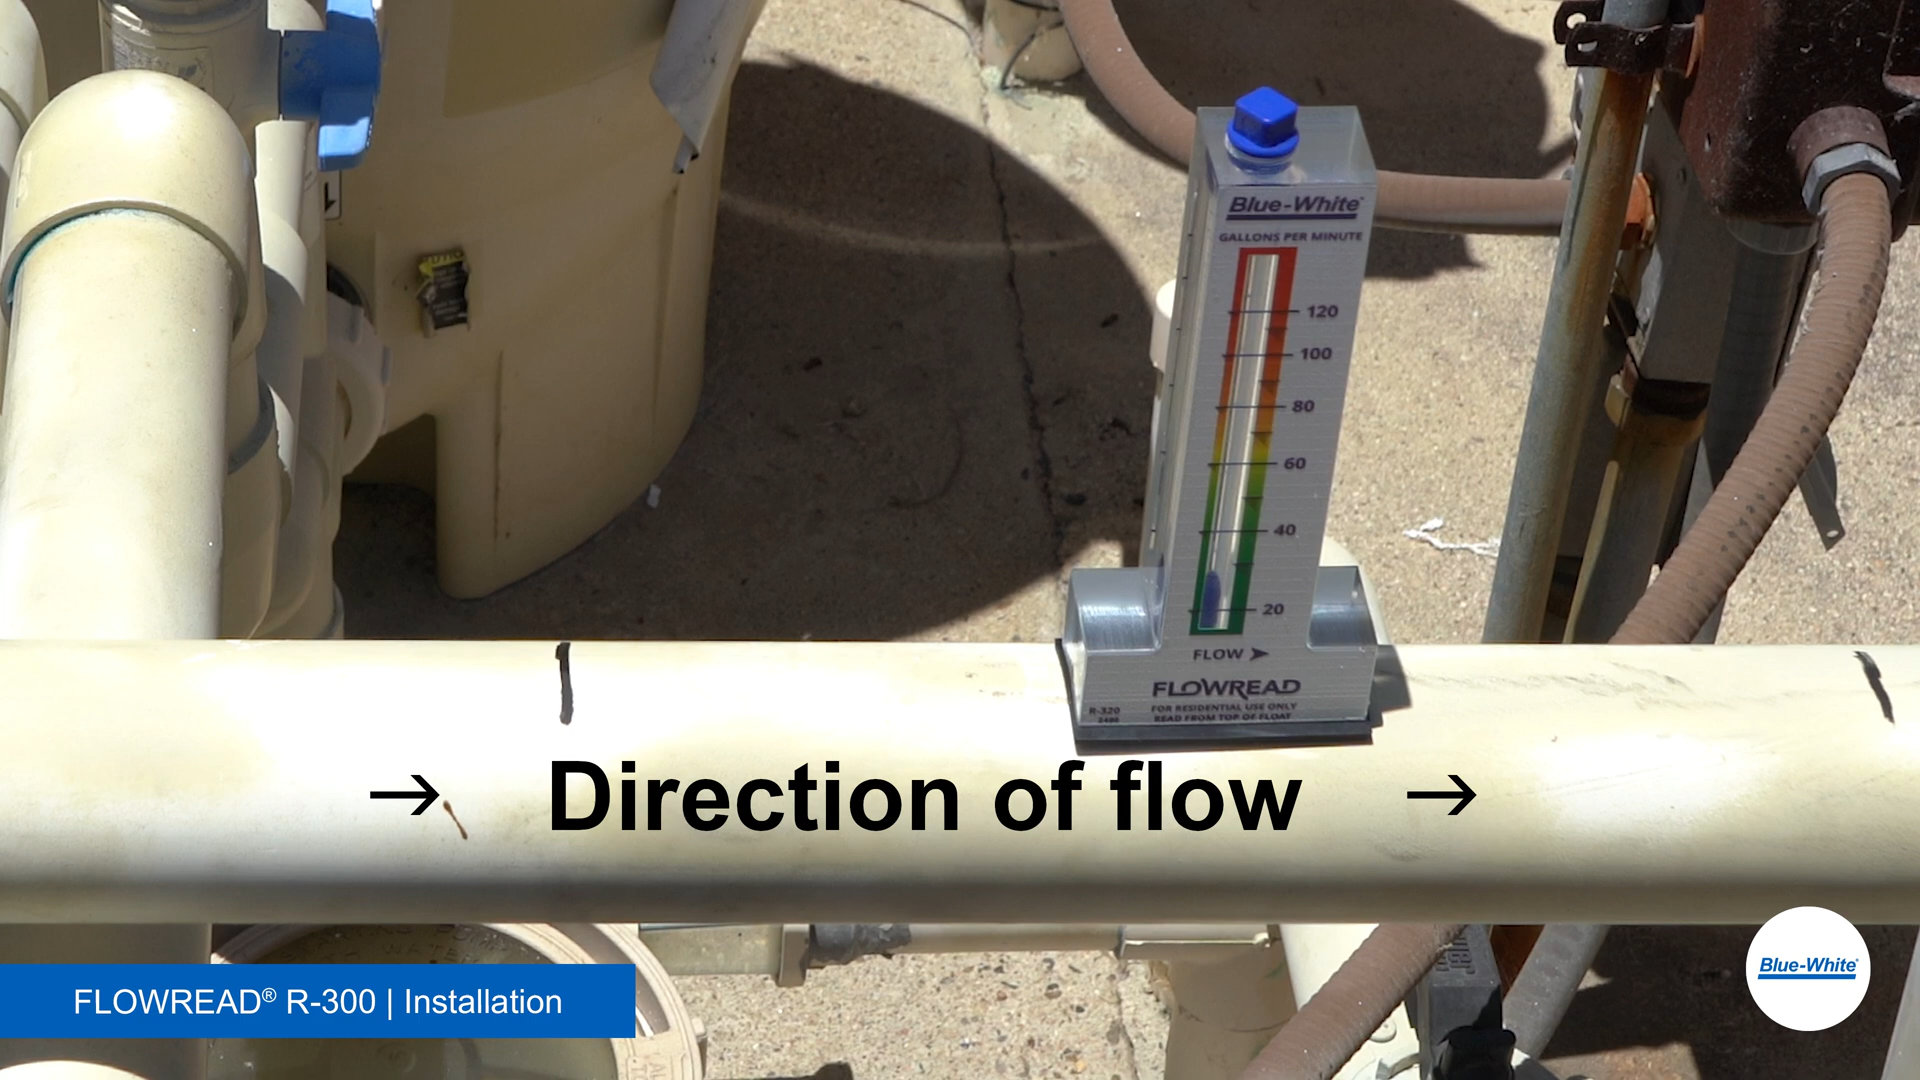 Blue-White
GALLONS PER MINUTE
120
100
80
60
40
20
FLOW ➤
FLOWREAD
R-320
FOR RESIDENTIAL USE ONLY
READ FROM TOP OF FLOAT
→ Direction of flow →
FLOWREAD® R-300 | Installation
Blue-White®